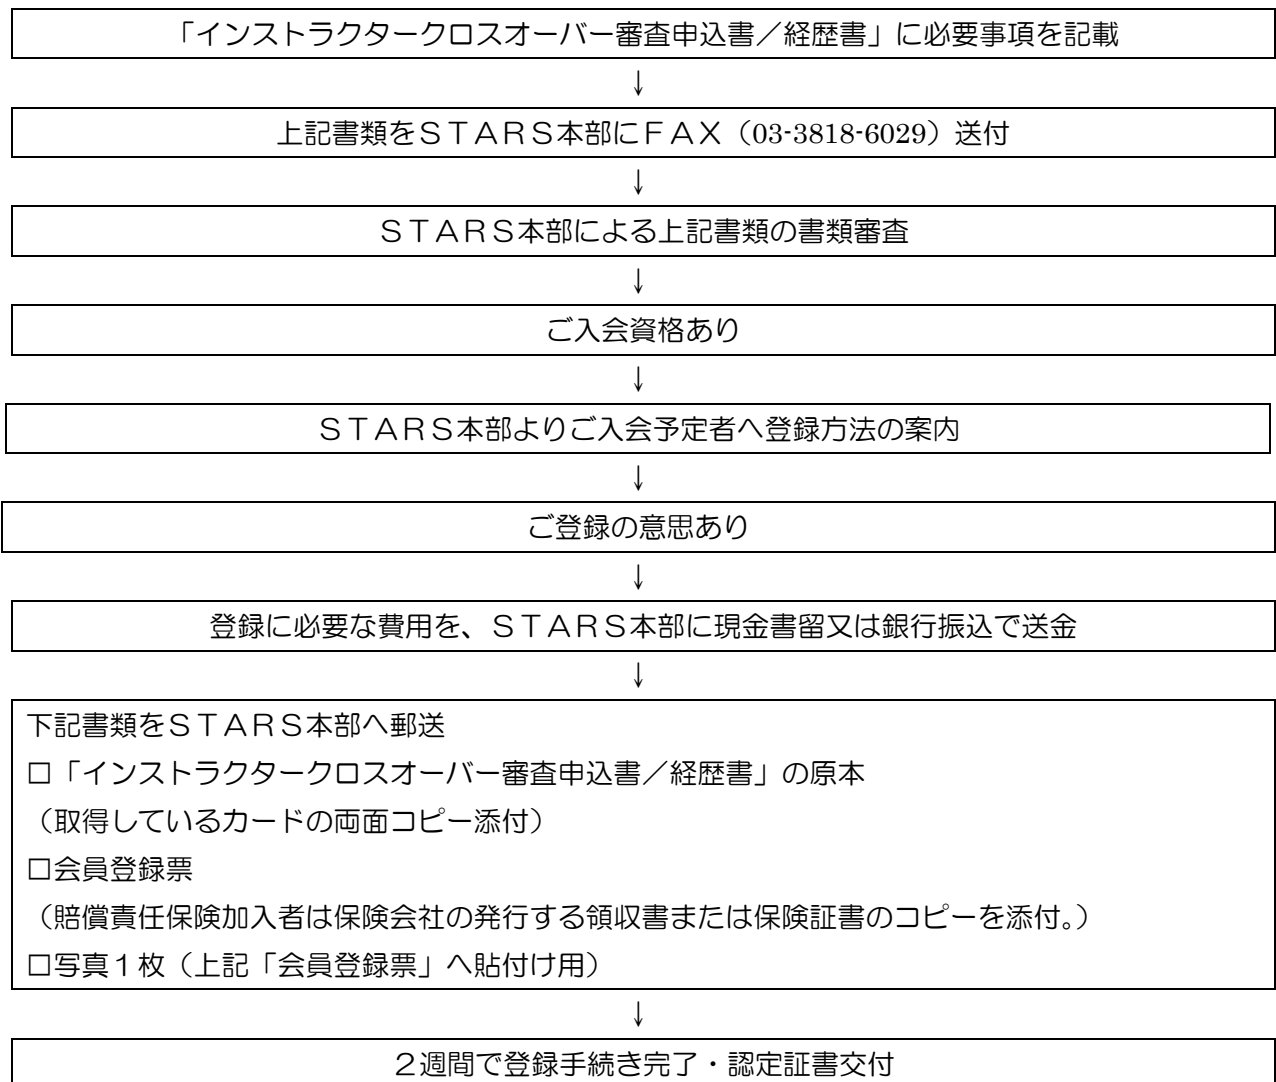 「インストラクタークロスオーバー審査申込書／経歴書」に必要事項を記載
↓
上記書類をＳＴＡＲＳ本部にＦＡＸ（03-3818-6029）送付
↓
ＳＴＡＲＳ本部による上記書類の書類審査
↓
ご入会資格あり
↓
ＳＴＡＲＳ本部よりご入会予定者へ登録方法の案内
↓
ご登録の意思あり
↓
登録に必要な費用を、ＳＴＡＲＳ本部に現金書留又は銀行振込で送金
↓
下記書類をＳＴＡＲＳ本部へ郵送
□「インストラクタークロスオーバー審査申込書／経歴書」の原本
（取得しているカードの両面コピー添付）
□会員登録票
（賠償責任保険加入者は保険会社の発行する領収書または保険証書のコピーを添付。）
□写真１枚（上記「会員登録票」へ貼付け用）
↓
２週間で登録手続き完了・認定証書交付